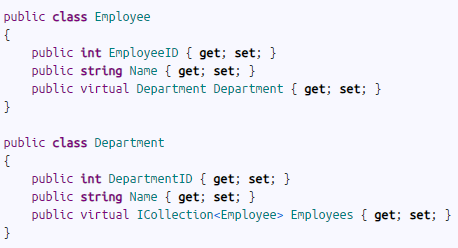 public class Employee
{
    public int EmployeeID { get; set; }
    public string Name { get; set; }
    public virtual Department Department { get; set; }
}

public class Department
{
    public int DepartmentID { get; set; }
    public string Name { get; set; }
    public virtual ICollection<Employee> Employees { get; set; }
}